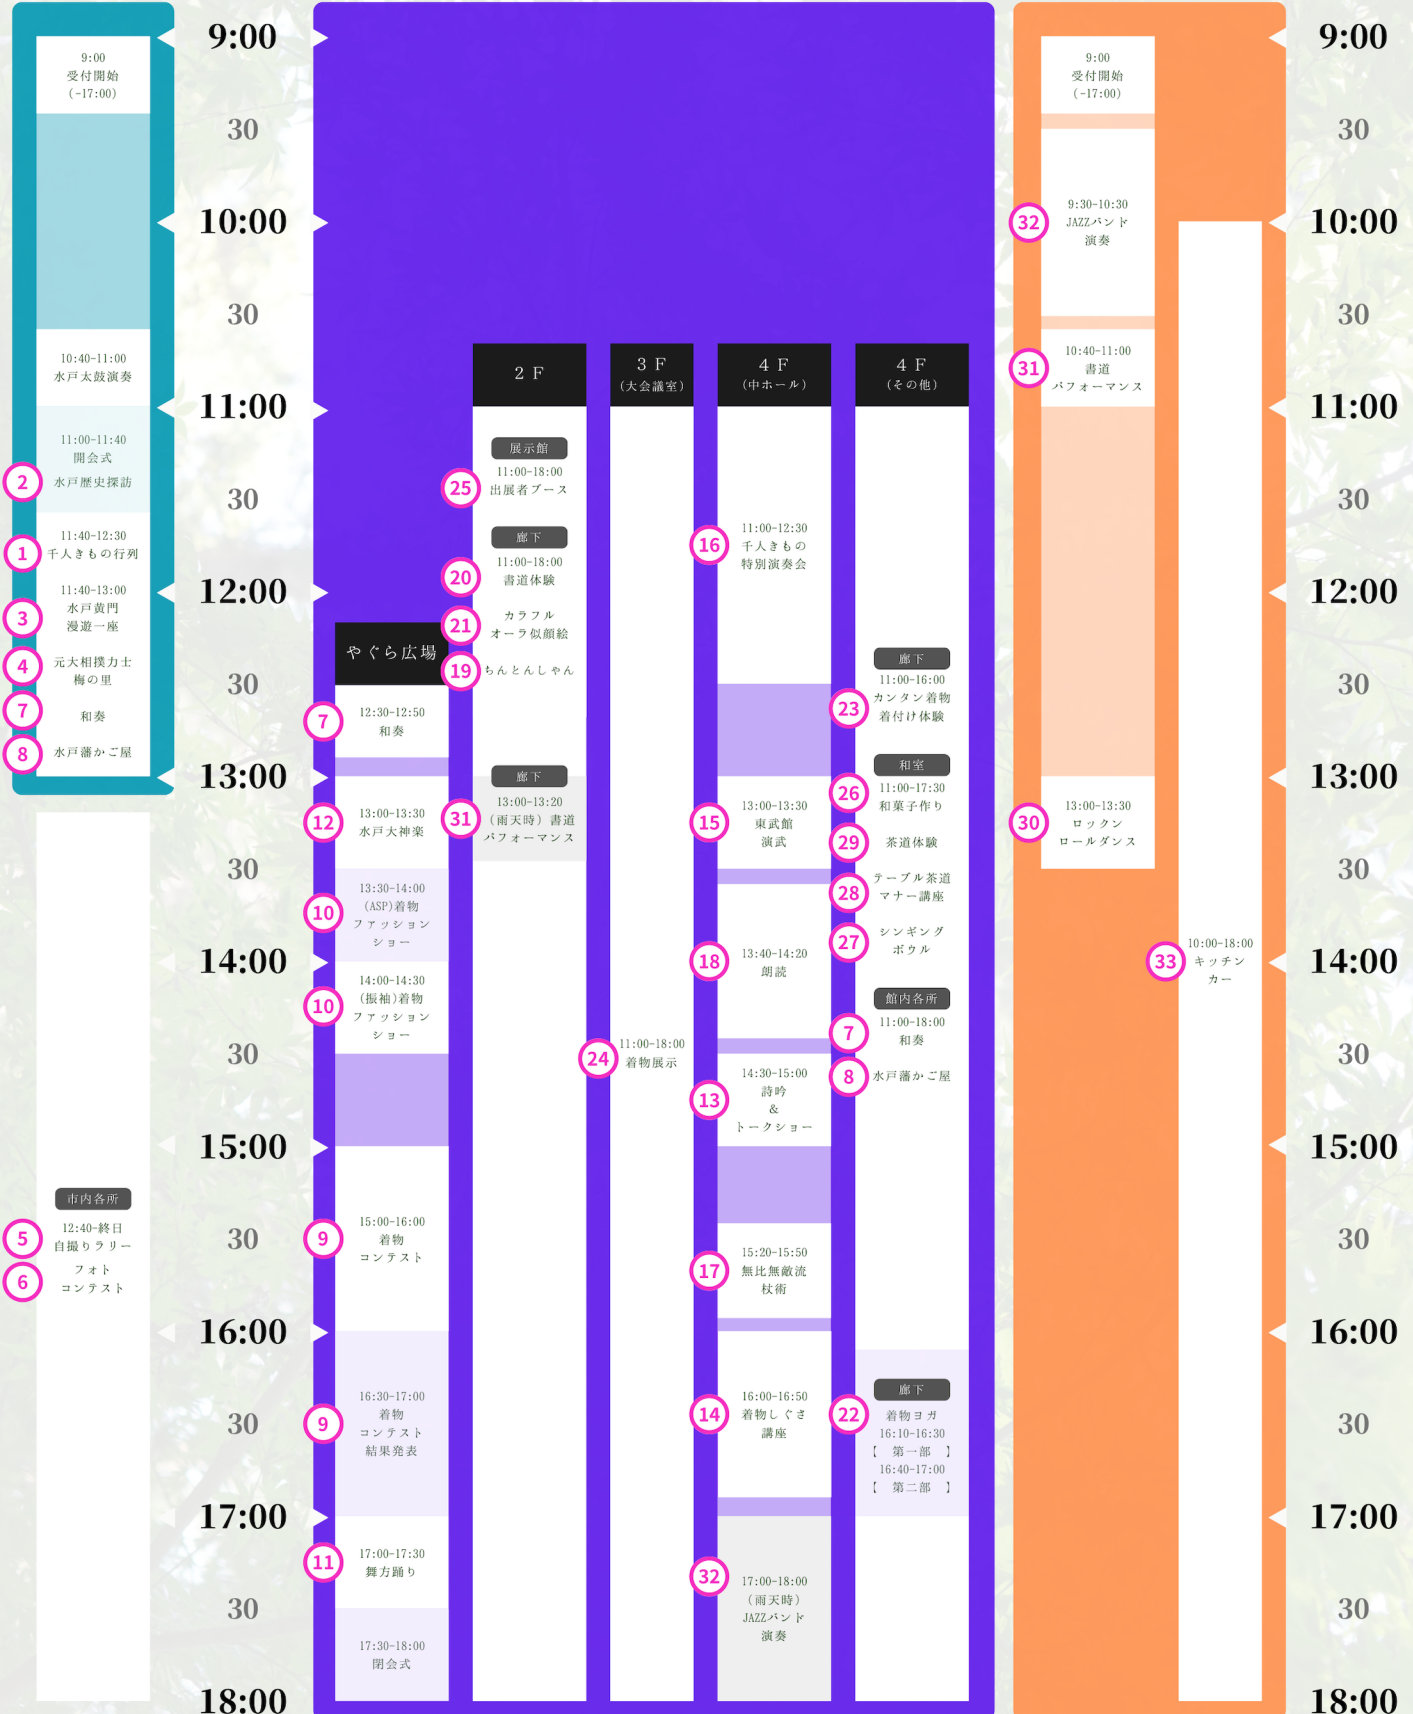 9:00
受付開始
(-17:00)
10:40-11:00
水戸太鼓演奏
11:00-11:40
開会式
2
水戸歴史探訪
11:40-12:30
1
千人きもの行列
11:40-13:00
3
水戸黄門
漫遊一座
4
元大相撲力士
梅の里
7
和奏
8
水戸藩かご屋
市内各所
12:40-終日
5
自撮りラリー
6
フォト
コンテスト
9:00
30
10:00
30
11:00
30
12:00
30
13:00
30
14:00
30
15:00
30
16:00
30
17:00
30
18:00
やぐら広場
12:30-12:50
7
和奏
13:00-13:30
12
水戸大神楽
13:30-14:00
10
(ASP)着物
ファッション
ショー
14:00-14:30
10
(振袖)着物
ファッション
ショー
15:00-16:00
9
着物
コンテスト
16:30-17:00
9
着物
コンテスト
結果発表
17:00-17:30
11
舞方踊り
17:30-18:00
閉会式
2F
展示館
11:00-18:00
25
出展者ブース
廊下
11:00-18:00
20
書道体験
21
カラフル
オーラ似顔絵
19
ちんとんしゃん
廊下
13:00-13:20
31
(雨天時)書道
パフォーマンス
3F
(大会議室)
11:00-18:00
24
着物展示
4F
(中ホール)
11:00-12:30
16
千人きもの
特別演奏会
13:00-13:30
15
東武館
演武
13:40-14:20
18
朗読
14:30-15:00
13
詩吟
&
トークショー
15:20-15:50
17
無比無敵流
杖術
16:00-16:50
14
着物しぐさ
講座
17:00-18:00
32
(雨天時)
JAZZバンド
演奏
4F
(その他)
廊下
11:00-16:00
23
カンタン着物
着付け体験
和室
11:00-17:30
26
和菓子作り
29
茶道体験
28
テーブル茶道
マナー講座
27
シンギング
ボウル
館内各所
11:00-18:00
7
和奏
8
水戸藩かご屋
廊下
22
着物ヨガ
16:10-16:30
【 第一部 】
16:40-17:00
【 第二部 】
9:00
受付開始
(-17:00)
9:30-10:30
32
JAZZバンド
演奏
10:40-11:00
31
書道
パフォーマンス
13:00-13:30
30
ロックン
ロールダンス
10:00-18:00
33
キッチン
カー
9:00
30
10:00
30
11:00
30
12:00
30
13:00
30
14:00
30
15:00
30
16:00
30
17:00
30
18:00